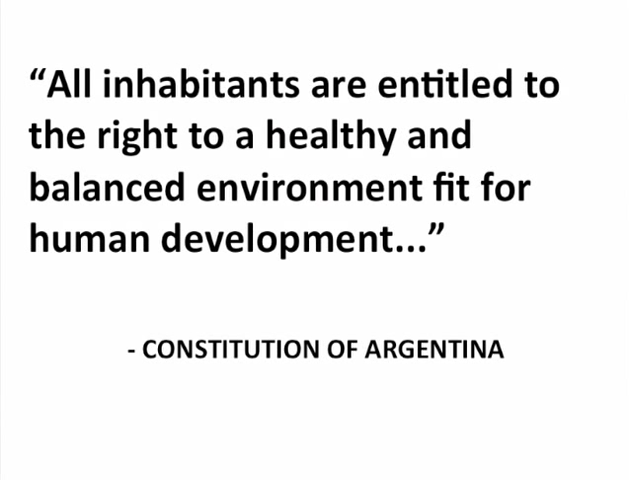 “All inhabitants are entitled to
the right to a healthy and
balanced environment fit for
human development...”
- CONSTITUTION OF ARGENTINA